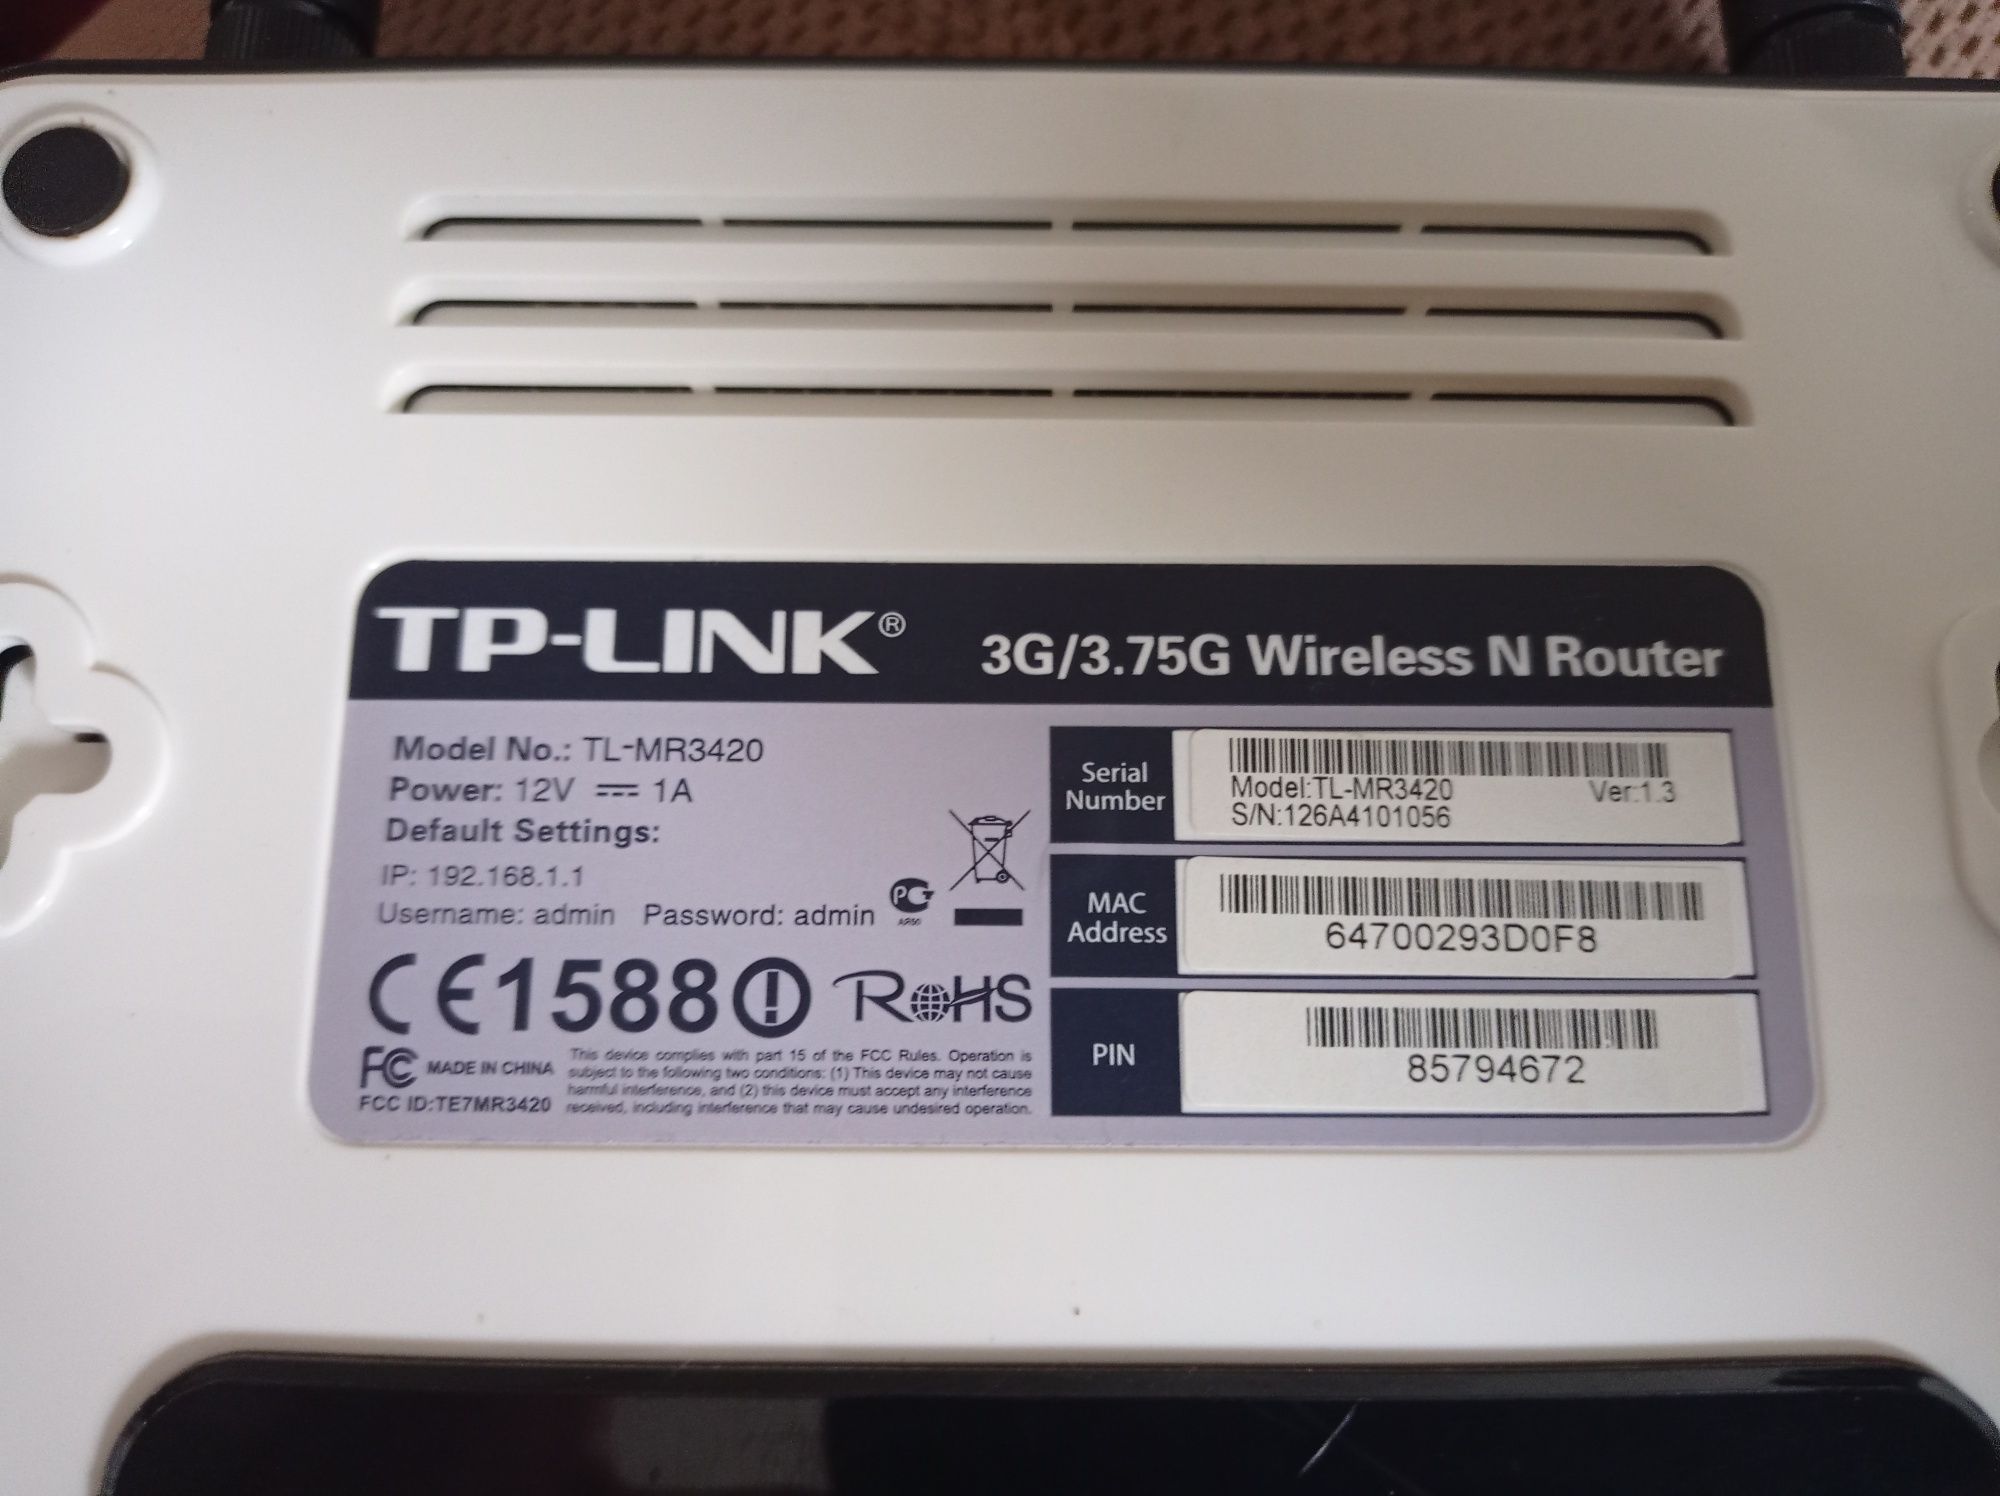 TP-LINK® 3G/3.75G Wireless N Router
Model No.: TL-MR3420
Power: 12V ⎓ 1A
Default Settings:
IP: 192.168.1.1
Username: admin Password: admin
PG
CE1588
RoHS
FC MADE IN CHINA
FCC ID:TE7MR3420
This device complies with part 15 of the FCC Rules. Operation is
subject to the following two conditions: (1) This device may not cause
harmful interference, and (2) this device must accept any interference
received, including interference that may cause undesired operation.
Serial
Number
Model:TL-MR3420 Ver:1.3
S/N:126A4101056
MAC
Address
64700293D0F8
PIN
85794672